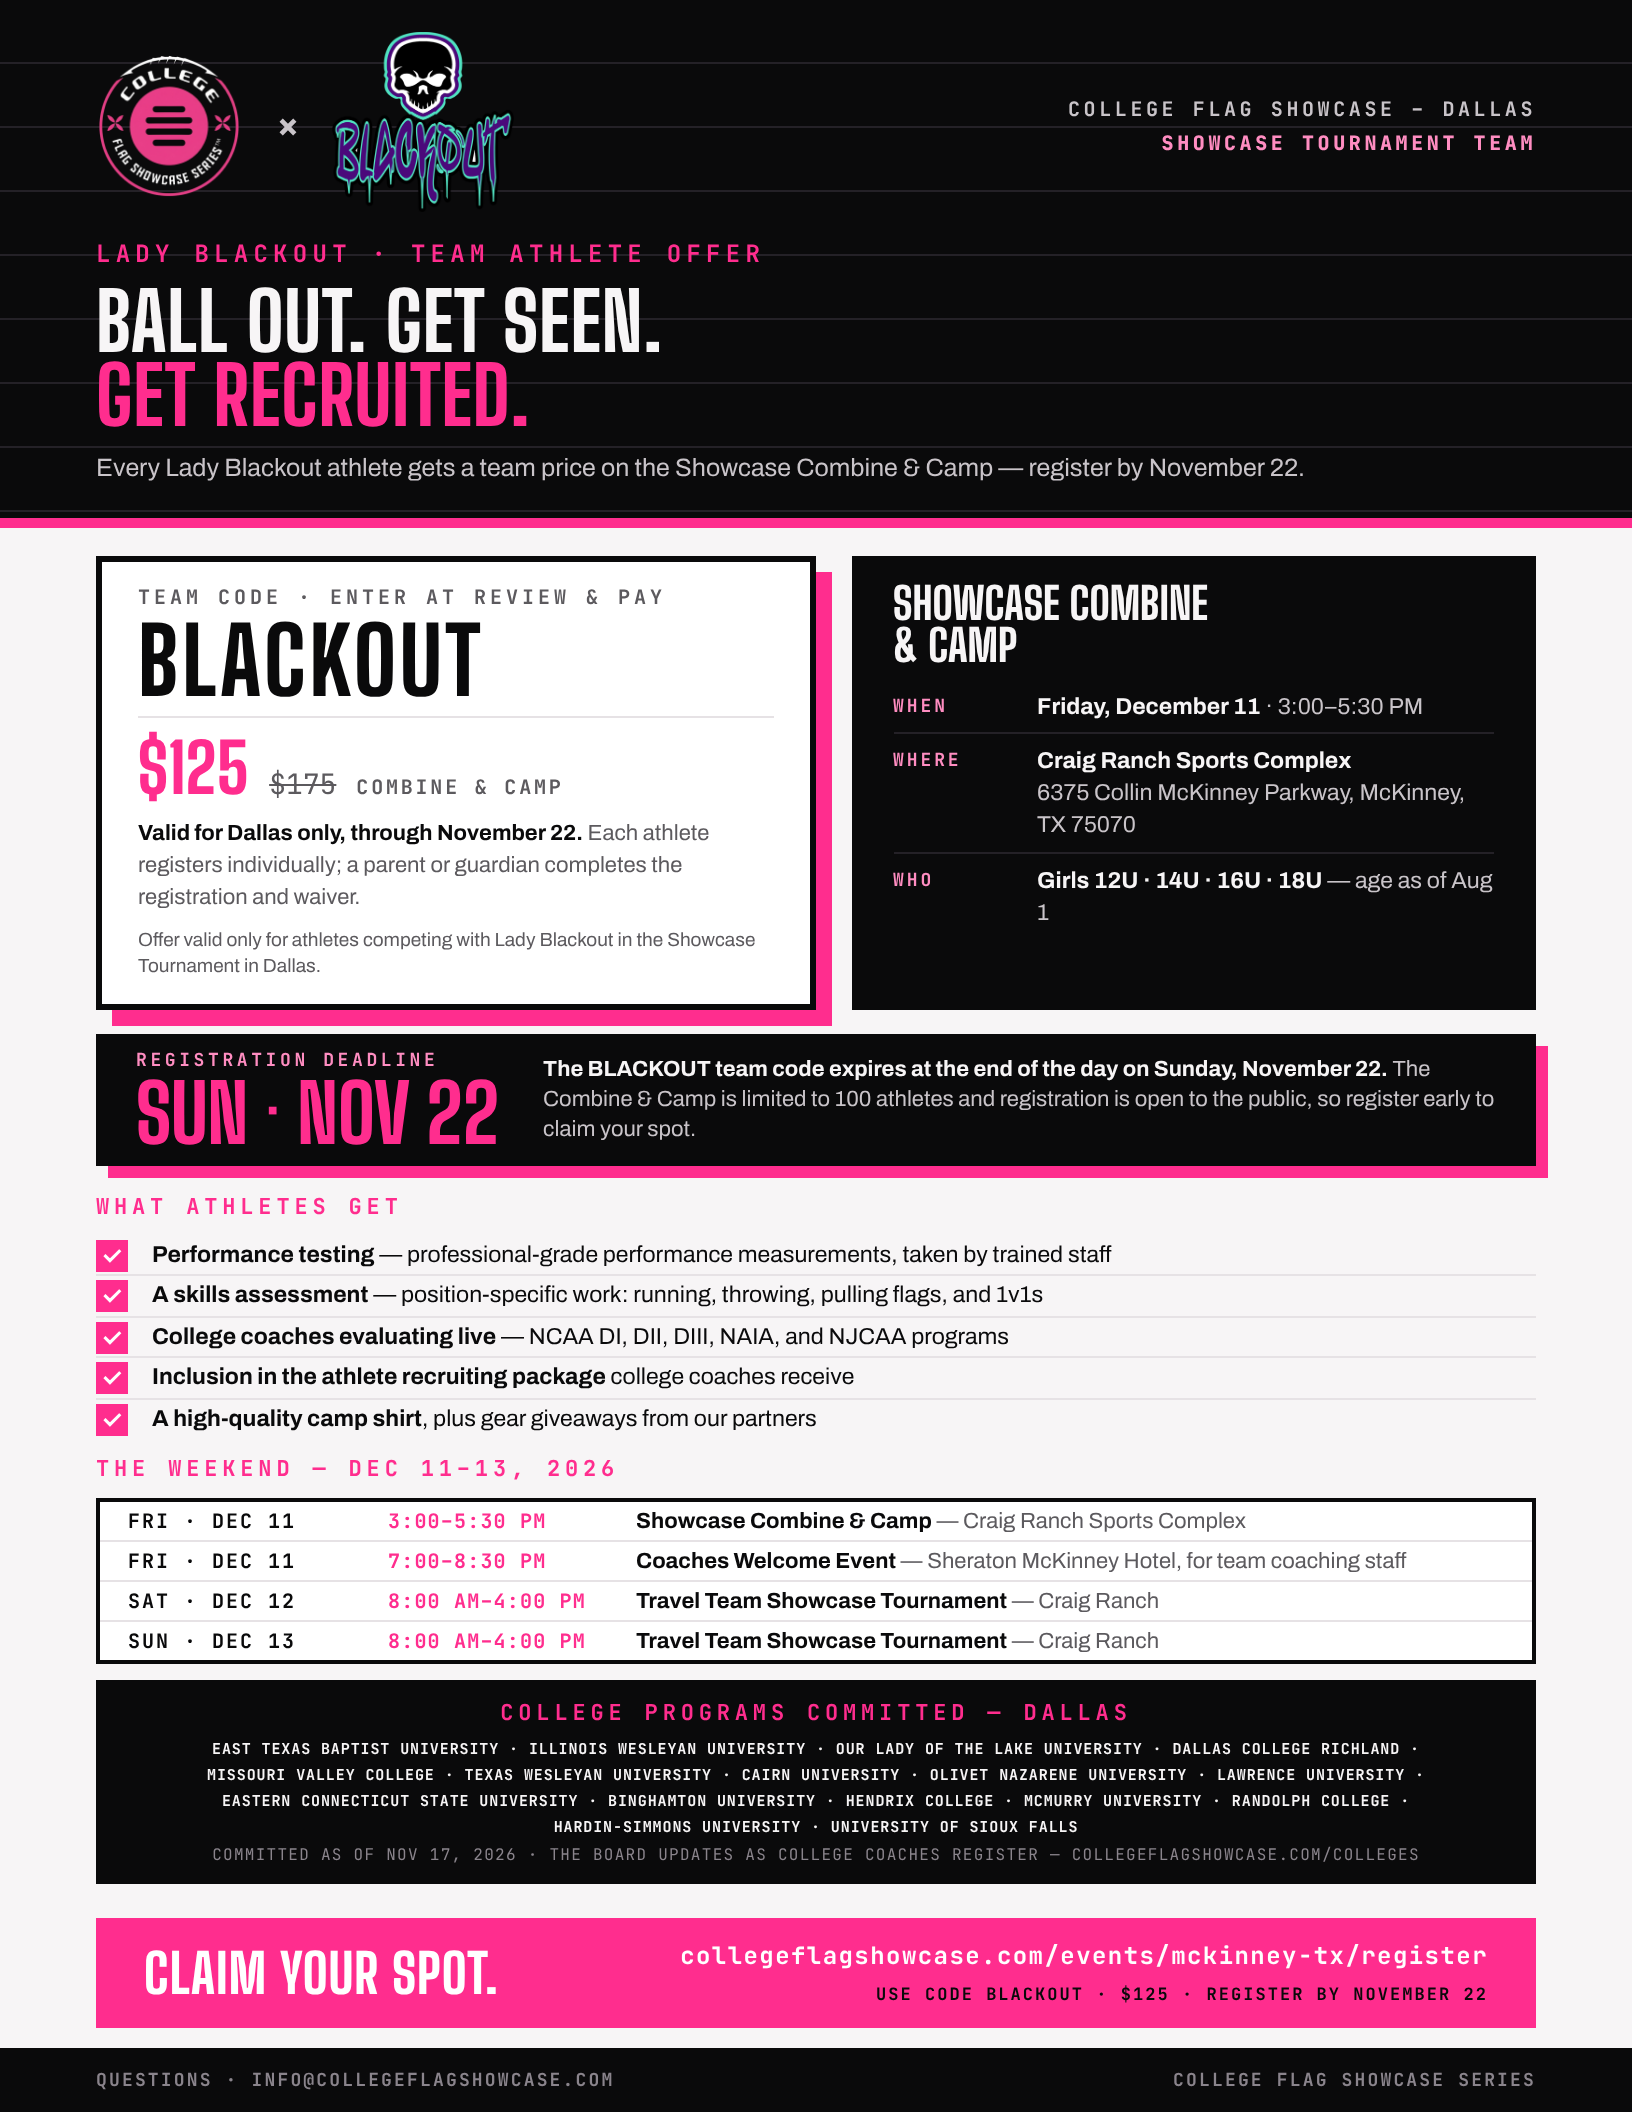 COLLEGE
FLAG SHOWCASE SERIES™
×
BLACKOUT
COLLEGE FLAG SHOWCASE – DALLAS
SHOWCASE TOURNAMENT TEAM
LADY BLACKOUT · TEAM ATHLETE OFFER
BALL OUT. GET SEEN.
GET RECRUITED.
Every Lady Blackout athlete gets a team price on the Showcase Combine & Camp — register by November 22.
TEAM CODE · ENTER AT REVIEW & PAY
BLACKOUT
$125 $175 COMBINE & CAMP
Valid for Dallas only, through November 22. Each athlete
registers individually; a parent or guardian completes the
registration and waiver.
Offer valid only for athletes competing with Lady Blackout in the Showcase
Tournament in Dallas.
SHOWCASE COMBINE
& CAMP
WHEN Friday, December 11 · 3:00–5:30 PM
WHERE Craig Ranch Sports Complex
6375 Collin McKinney Parkway, McKinney,
TX 75070
WHO Girls 12U · 14U · 16U · 18U — age as of Aug
1
REGISTRATION DEADLINE
SUN · NOV 22
The BLACKOUT team code expires at the end of the day on Sunday, November 22. The
Combine & Camp is limited to 100 athletes and registration is open to the public, so register early to
claim your spot.
WHAT ATHLETES GET
Performance testing — professional-grade performance measurements, taken by trained staff
A skills assessment — position-specific work: running, throwing, pulling flags, and 1v1s
College coaches evaluating live — NCAA DI, DII, DIII, NAIA, and NJCAA programs
Inclusion in the athlete recruiting package college coaches receive
A high-quality camp shirt, plus gear giveaways from our partners
THE WEEKEND — DEC 11–13, 2026
FRI · DEC 11 3:00–5:30 PM Showcase Combine & Camp — Craig Ranch Sports Complex
FRI · DEC 11 7:00–8:30 PM Coaches Welcome Event — Sheraton McKinney Hotel, for team coaching staff
SAT · DEC 12 8:00 AM–4:00 PM Travel Team Showcase Tournament — Craig Ranch
SUN · DEC 13 8:00 AM–4:00 PM Travel Team Showcase Tournament — Craig Ranch
COLLEGE PROGRAMS COMMITTED — DALLAS
EAST TEXAS BAPTIST UNIVERSITY · ILLINOIS WESLEYAN UNIVERSITY · OUR LADY OF THE LAKE UNIVERSITY · DALLAS COLLEGE RICHLAND ·
MISSOURI VALLEY COLLEGE · TEXAS WESLEYAN UNIVERSITY · CAIRN UNIVERSITY · OLIVET NAZARENE UNIVERSITY · LAWRENCE UNIVERSITY ·
EASTERN CONNECTICUT STATE UNIVERSITY · BINGHAMTON UNIVERSITY · HENDRIX COLLEGE · MCMURRY UNIVERSITY · RANDOLPH COLLEGE ·
HARDIN-SIMMONS UNIVERSITY · UNIVERSITY OF SIOUX FALLS
COMMITTED AS OF NOV 17, 2026 · THE BOARD UPDATES AS COLLEGE COACHES REGISTER — COLLEGEFLAGSHOWCASE.COM/COLLEGES
CLAIM YOUR SPOT.
collegeflagshowcase.com/events/mckinney-tx/register
USE CODE BLACKOUT · $125 · REGISTER BY NOVEMBER 22
QUESTIONS · INFO@COLLEGEFLAGSHOWCASE.COM
COLLEGE FLAG SHOWCASE SERIES